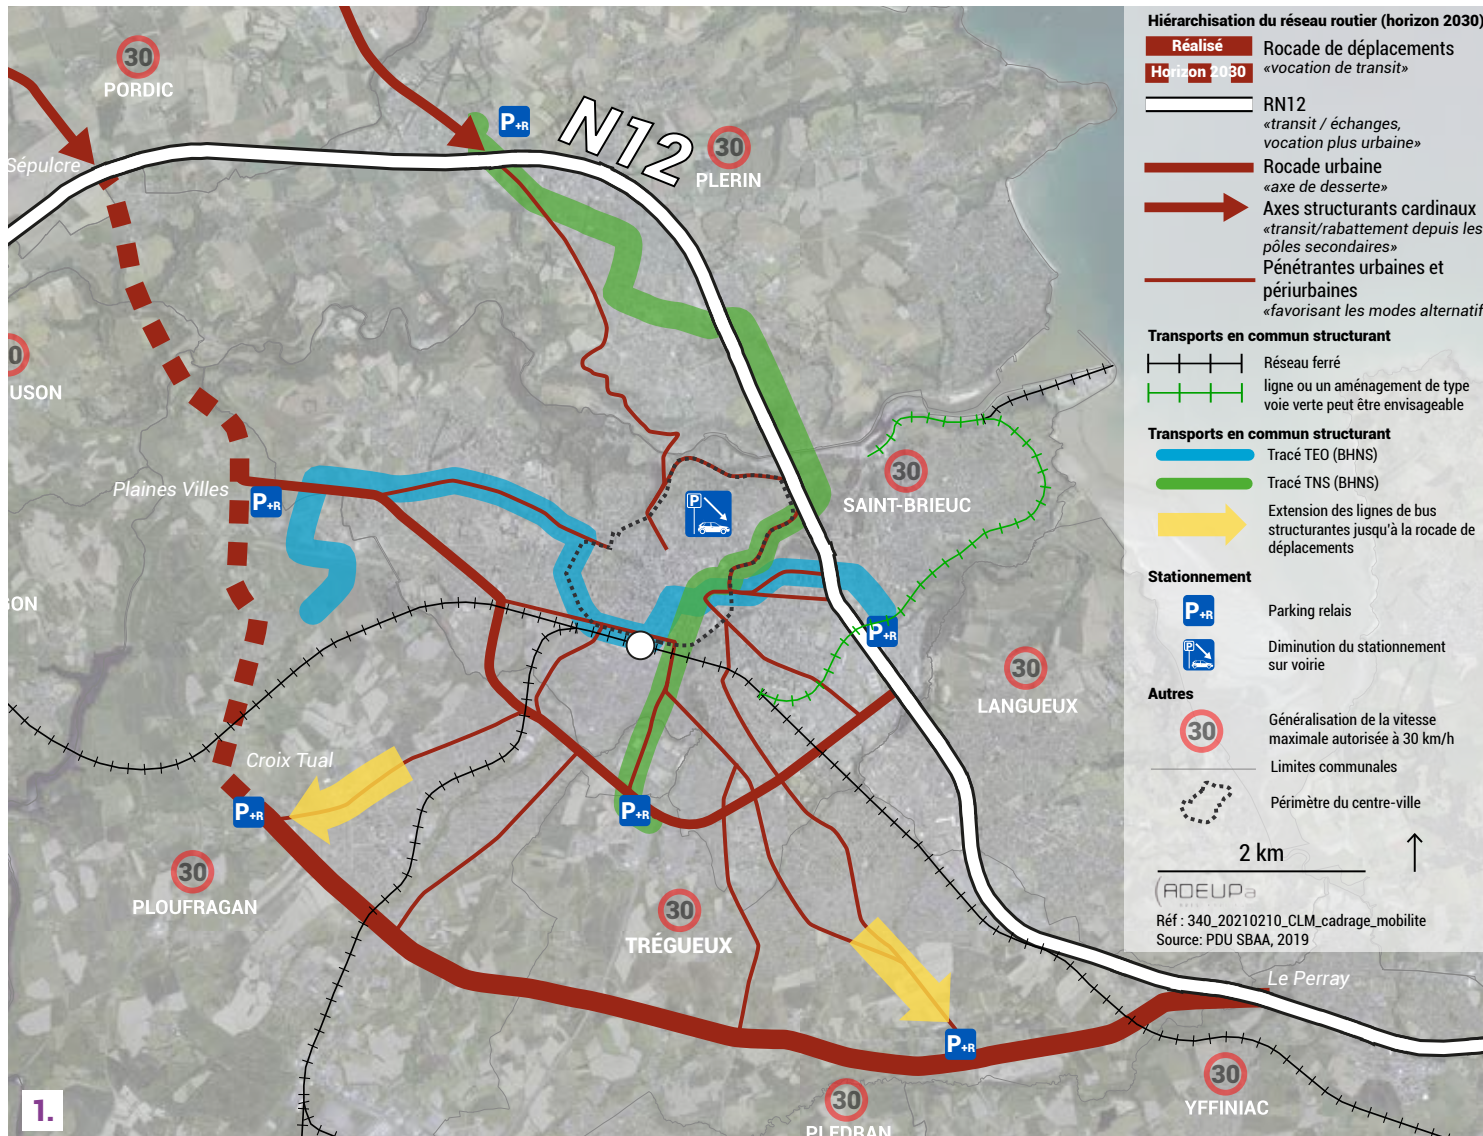 30
PORDIC
Sépulcre
P+R
N12
30
PLERIN
0
USON
Plaines Villes
P+R
P
30
SAINT-BRIEUC
P+R
30
LANGUEUX
Croix Tual
P+R
P+R
30
PLOUFRAGAN
30
TRÉGUEUX
Le Perray
P+R
30
YFFINIAC
30
PLEDRAN
1.
Hiérarchisation du réseau routier (horizon 2030)
Réalisé
Horizon 2030
Rocade de déplacements
«vocation de transit»
RN12
«transit / échanges,
vocation plus urbaine»
Rocade urbaine
«axe de desserte»
Axes structurants cardinaux
«transit/rabattement depuis les
pôles secondaires»
Pénétrantes urbaines et
périurbaines
«favorisant les modes alternatif
Transports en commun structurant
Réseau ferré
ligne ou un aménagement de type
voie verte peut être envisageable
Transports en commun structurant
Tracé TEO (BHNS)
Tracé TNS (BHNS)
Extension des lignes de bus
structurantes jusqu'à la rocade de
déplacements
Stationnement
P+R
Parking relais
P
Diminution du stationnement
sur voirie
Autres
30
Généralisation de la vitesse
maximale autorisée à 30 km/h
Limites communales
Périmètre du centre-ville
2 km
ADEUPa
Réf : 340_20210210_CLM_cadrage_mobilite
Source: PDU SBAA, 2019